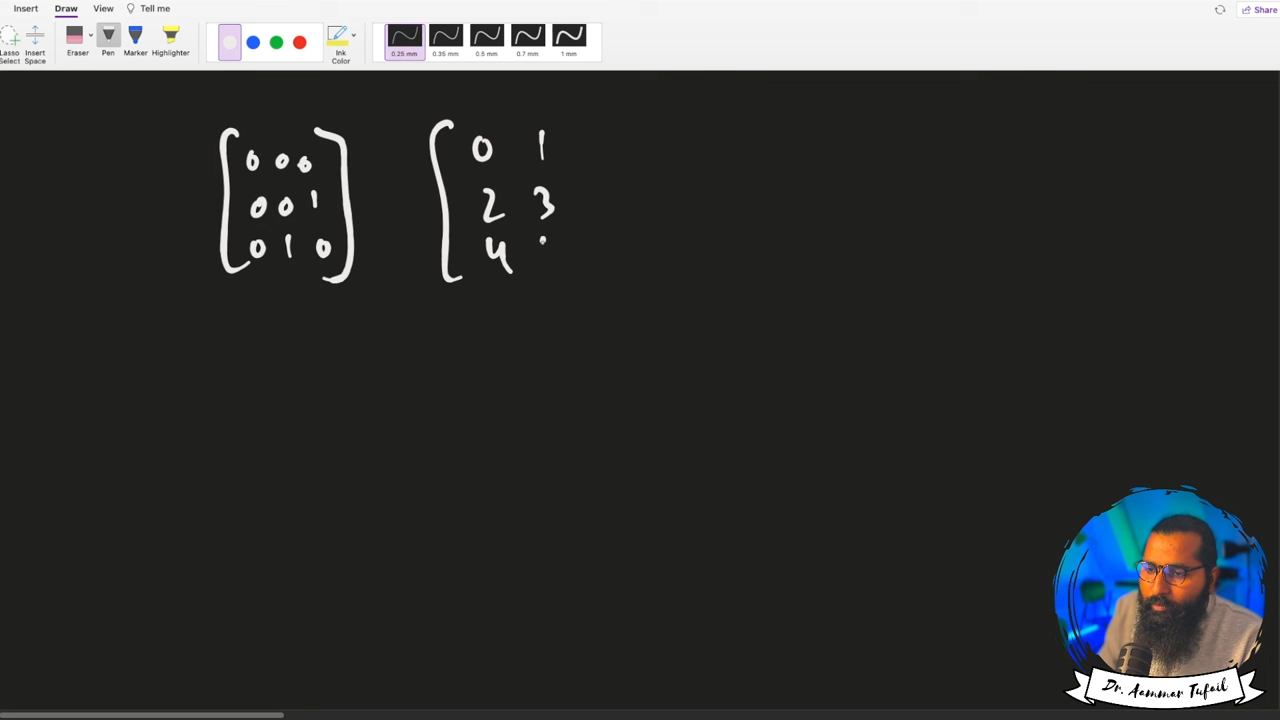 Insert Draw View Tell me
Share
Lasso Select
Insert Space
Eraser
Pen
Marker
Highlighter
Ink Color
0.25 mm
0.35 mm
0.5 mm
0.7 mm
1 mm
0 0 0
0 0 1
0 1 0
0 1
2 3
4
Dr. Aammar Tufail